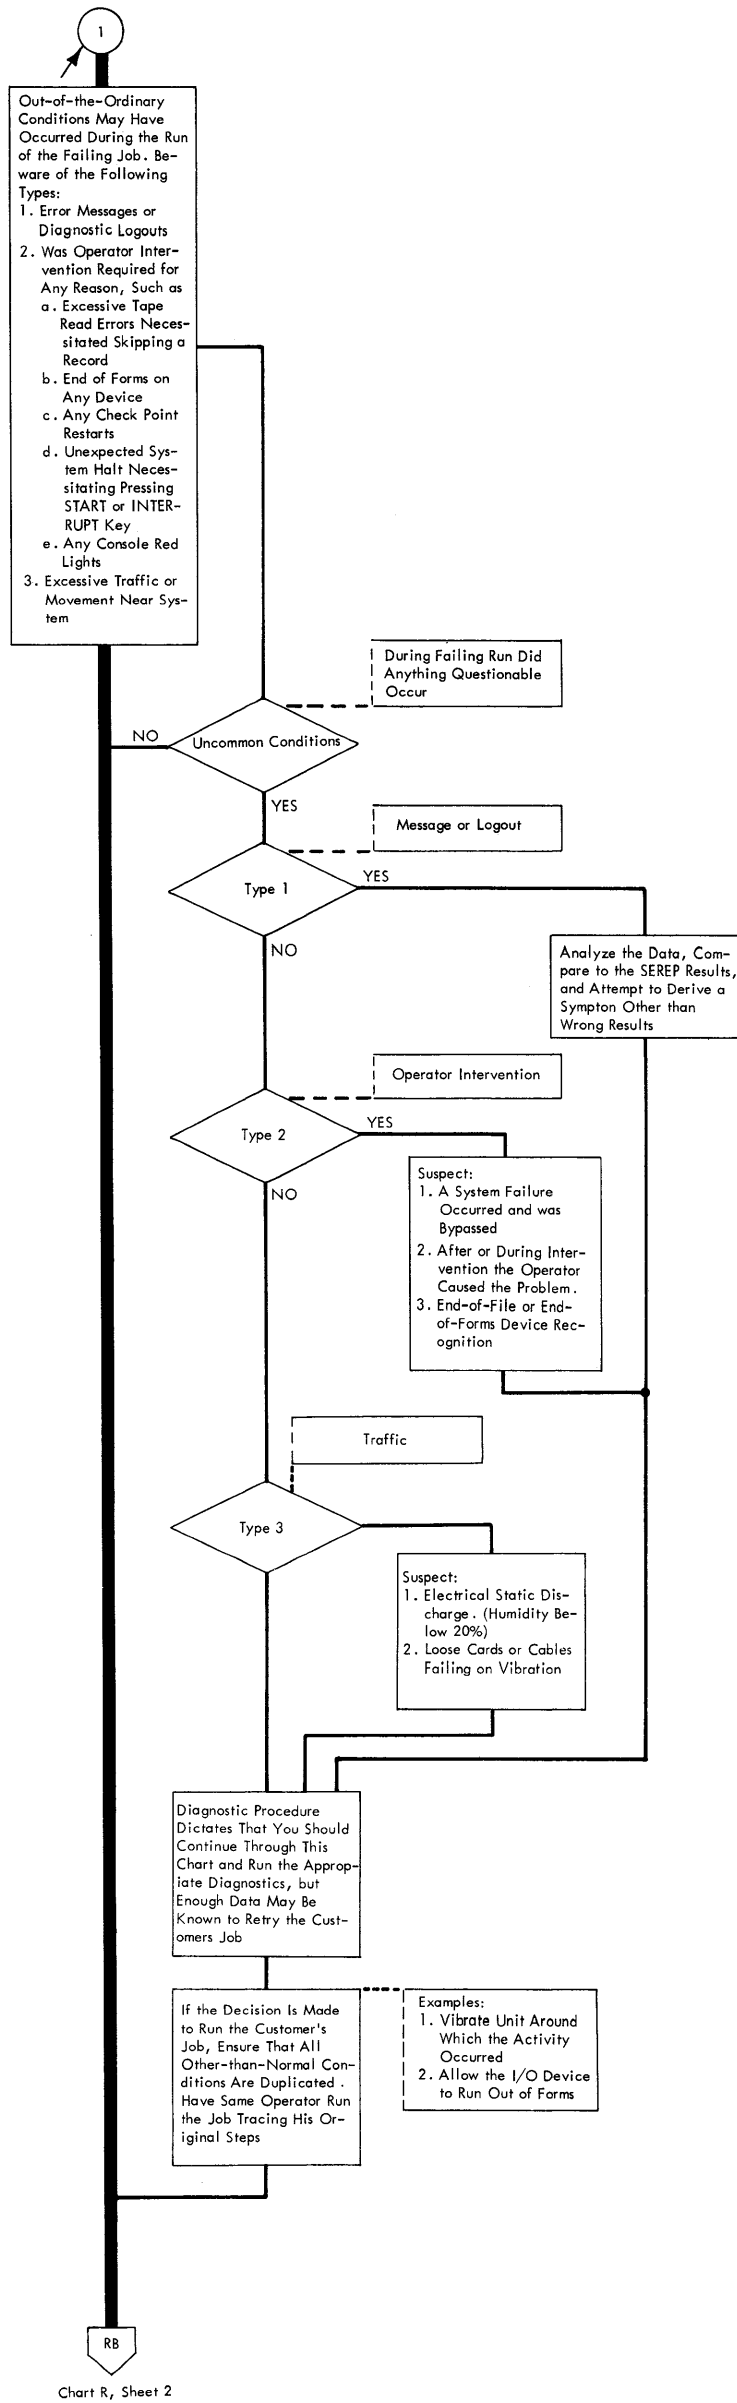 1
Out-of-the-Ordinary
Conditions May Have
Occurred During the Run
of the Failing Job. Be-
ware of the Following
Types:
1. Error Messages or
Diagnostic Logouts
2. Was Operator Inter-
vention Required for
Any Reason, Such as
a. Excessive Tape
Read Errors Neces-
sitated Skipping a
Record
b. End of Forms on
Any Device
c. Any Check Point
Restarts
d. Unexpected Sys-
tem Halt Neces-
sitating Pressing
START or INTER-
RUPT Key
e. Any Console Red
Lights
3. Excessive Traffic or
Movement Near Sys-
tem
During Failing Run Did
Anything Questionable
Occur
NO
Uncommon Conditions
YES
Message or Logout
Type 1
YES
NO
Analyze the Data, Com-
pare to the SEREP Results,
and Attempt to Derive a
Sympton Other than
Wrong Results
Operator Intervention
Type 2
YES
NO
Suspect:
1. A System Failure
Occurred and was
Bypassed
2. After or During Inter-
vention the Operator
Caused the Problem.
3. End-of-File or End-
of-Forms Device Rec-
ognition
Traffic
Type 3
Suspect:
1. Electrical Static Dis-
charge. (Humidity Be-
low 20%)
2. Loose Cards or Cables
Failing on Vibration
Diagnostic Procedure
Dictates That You Should
Continue Through This
Chart and Run the Approp-
iate Diagnostics, but
Enough Data May Be
Known to Retry the Cust-
omers Job
If the Decision Is Made
to Run the Customer's
Job, Ensure That All
Other-than-Normal Con-
ditions Are Duplicated.
Have Same Operator Run
the Job Tracing His Or-
iginal Steps
Examples:
1. Vibrate Unit Around
Which the Activity
Occurred
2. Allow the I/O Device
to Run Out of Forms
RB
Chart R, Sheet 2